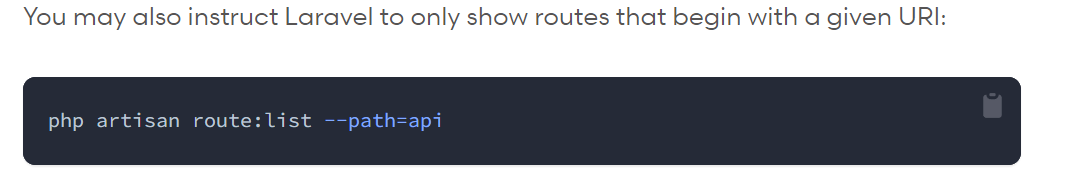 You may also instruct Laravel to only show routes that begin with a given URI:
php artisan route:list --path=api